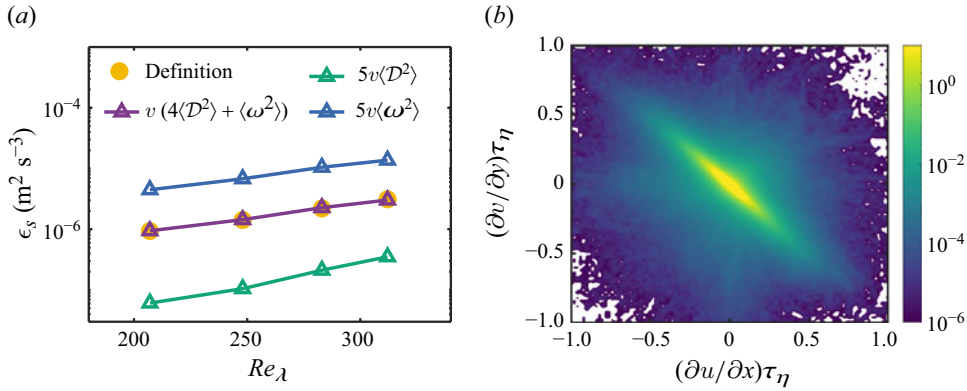 (a)
Definition
5ν⟨𝒟²⟩
ν (4⟨𝒟²⟩ + ⟨ω²⟩)
5ν⟨ω²⟩
10⁻⁴
10⁻⁶
ϵₛ (m² s⁻³)
200 250 300
Re_λ
(b)
1.0
0.5
0
−0.5
−1.0
(∂v/∂y)τ_η
−1.0 −0.5 0 0.5 1.0
(∂u/∂x)τ_η
10⁰
10⁻²
10⁻⁴
10⁻⁶